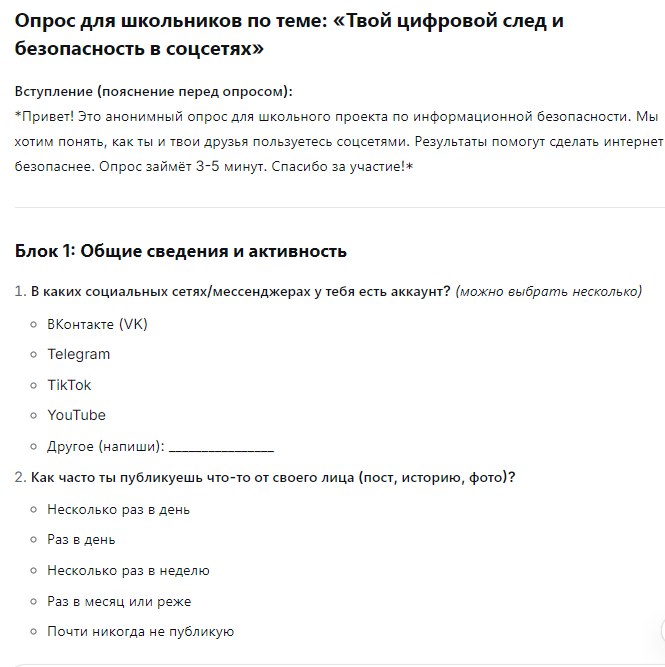 Опрос для школьников по теме: «Твой цифровой след и
безопасность в соцсетях»
Вступление (пояснение перед опросом):
*Привет! Это анонимный опрос для школьного проекта по информационной безопасности. Мы
хотим понять, как ты и твои друзья пользуетесь соцсетями. Результаты помогут сделать интернет
безопаснее. Опрос займёт 3-5 минут. Спасибо за участие!*
Блок 1: Общие сведения и активность
1. В каких социальных сетях/мессенджерах у тебя есть аккаунт? (можно выбрать несколько)
ВКонтакте (VK)
Telegram
TikTok
YouTube
Другое (напиши): ________________
2. Как часто ты публикуешь что-то от своего лица (пост, историю, фото)?
Несколько раз в день
Раз в день
Несколько раз в неделю
Раз в месяц или реже
Почти никогда не публикую